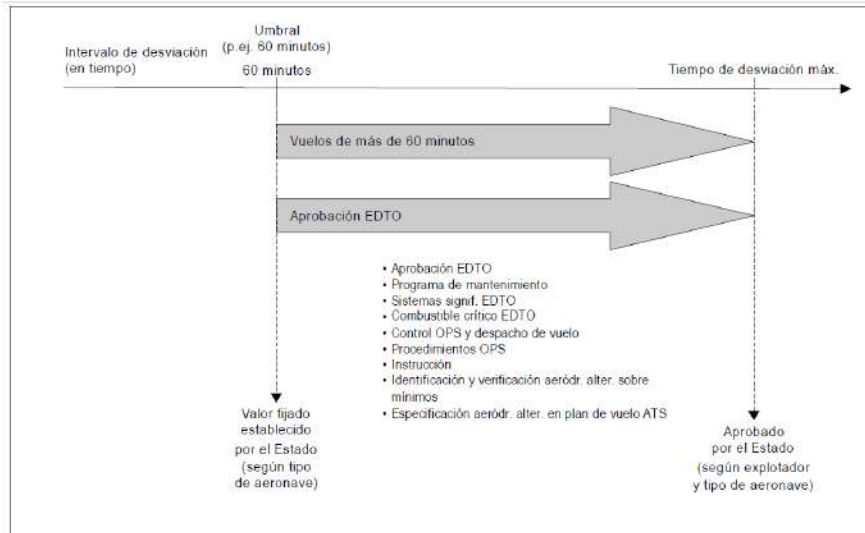 Umbral
(p.ej. 60 minutos)
60 minutos
Intervalo de desviación
(en tiempo)
Tiempo de desviación máx.
Vuelos de más de 60 minutos
Aprobación EDTO
• Aprobación EDTO
• Programa de mantenimiento
• Sistemas signif. EDTO
• Combustible crítico EDTO
• Control OPS y despacho de vuelo
• Procedimientos OPS
• Instrucción
• Identificación y verificación aeródr. alter. sobre
mínimos
• Especificación aeródr. alter. en plan de vuelo ATS
Valor fijado
establecido
por el Estado
(según tipo
de aeronave)
Aprobado
por el Estado
(según explotador
y tipo de aeronave)